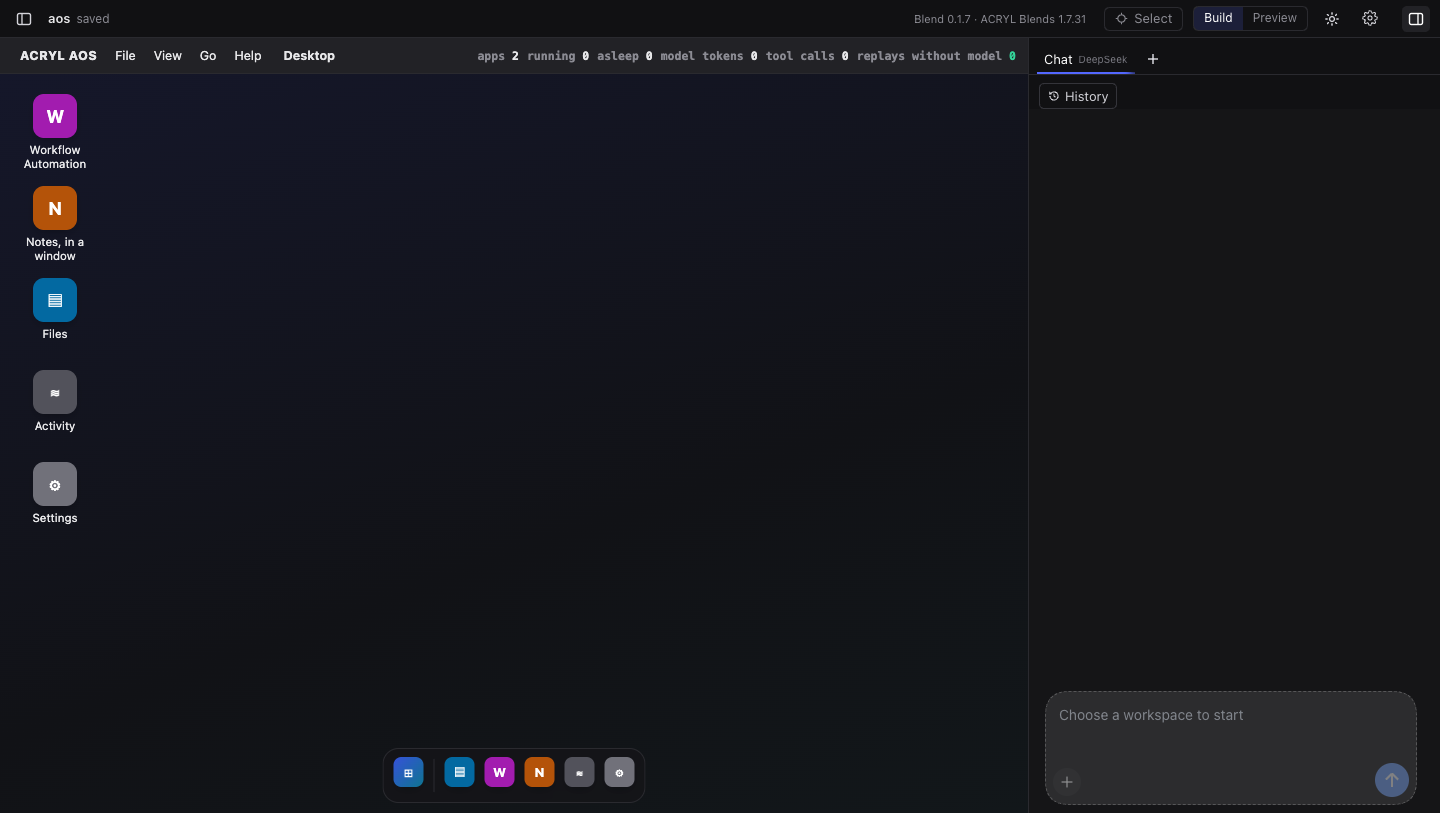 aos saved
Blend 0.1.7 · ACRYL Blends 1.7.31
Select
Build
Preview
ACRYL AOS File View Go Help Desktop
apps 2 running 0 asleep 0 model tokens 0 tool calls 0 replays without model 0
Chat DeepSeek
History
W
Workflow
Automation
N
Notes, in a
window
Files
Activity
Settings
Choose a workspace to start
W
N